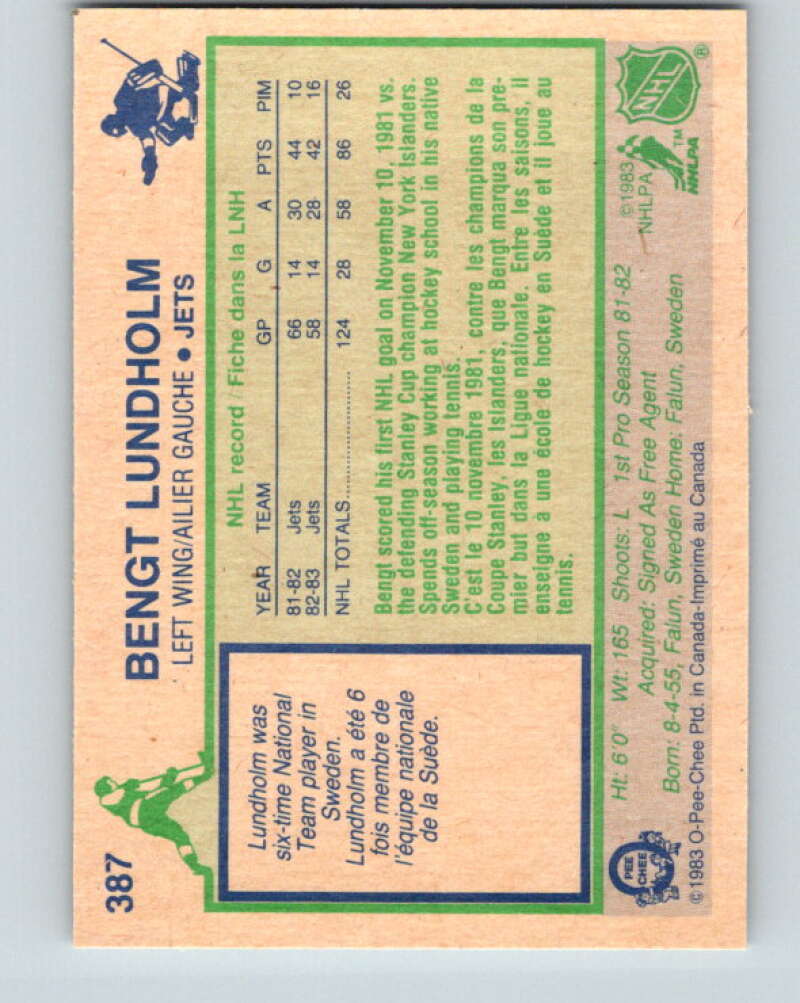 387
BENGT LUNDHOLM
LEFT WING/AILIER GAUCHE • JETS
Lundholm was
six-time National
Team player in
Sweden.
Lundholm a été 6
fois membre de
l'équipe nationale
de la Suède.
NHL record / Fiche dans la LNH
YEAR TEAM GP G A PTS PIM
81-82 Jets 66 14 30 44 10
82-83 Jets 58 14 28 42 16
NHL TOTALS 124 28 58 86 26
Bengt scored his first NHL goal on November 10, 1981 vs.
the defending Stanley Cup champion New York Islanders.
Spends off-season working at hockey school in his native
Sweden and playing tennis.
C'est le 10 novembre 1981, contre les champions de la
Coupe Stanley, les Islanders, que Bengt marqua son pre-
mier but dans la Ligue nationale. Entre les saisons, il
enseigne à une école de hockey en Suède et il joue au
tennis.
Ht: 6'0" Wt: 165 Shoots: L 1st Pro Season 81-82
Acquired: Signed As Free Agent
Born: 8-4-55, Falun, Sweden Home: Falun, Sweden
©1983 O-Pee-Chee Ptd. in Canada-Imprimé au Canada
O PEE CHEE
©1983
NHLPA
NHL ®
TM
NHLPA